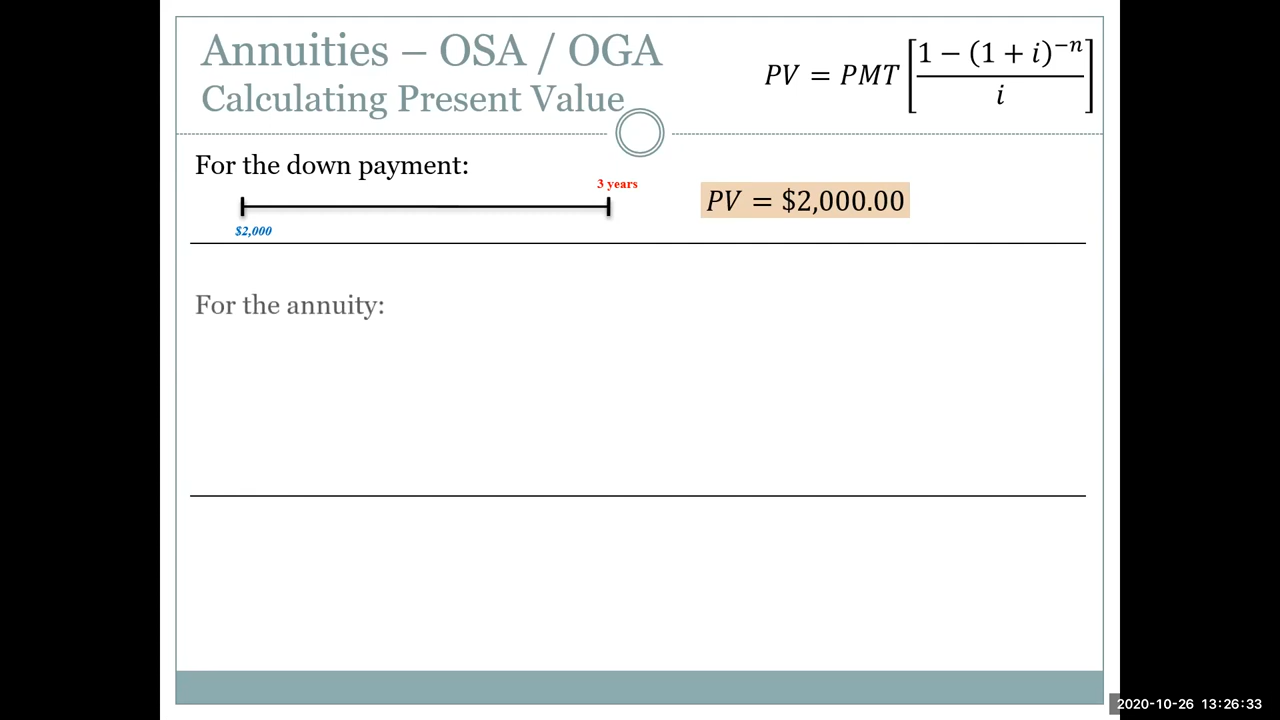 Annuities – OSA / OGA
Calculating Present Value
PV = PMT [1 − (1 + i)^−n / i]
For the down payment:
3 years
$2,000
PV = $2,000.00
For the annuity:
2020-10-26 13:26:33